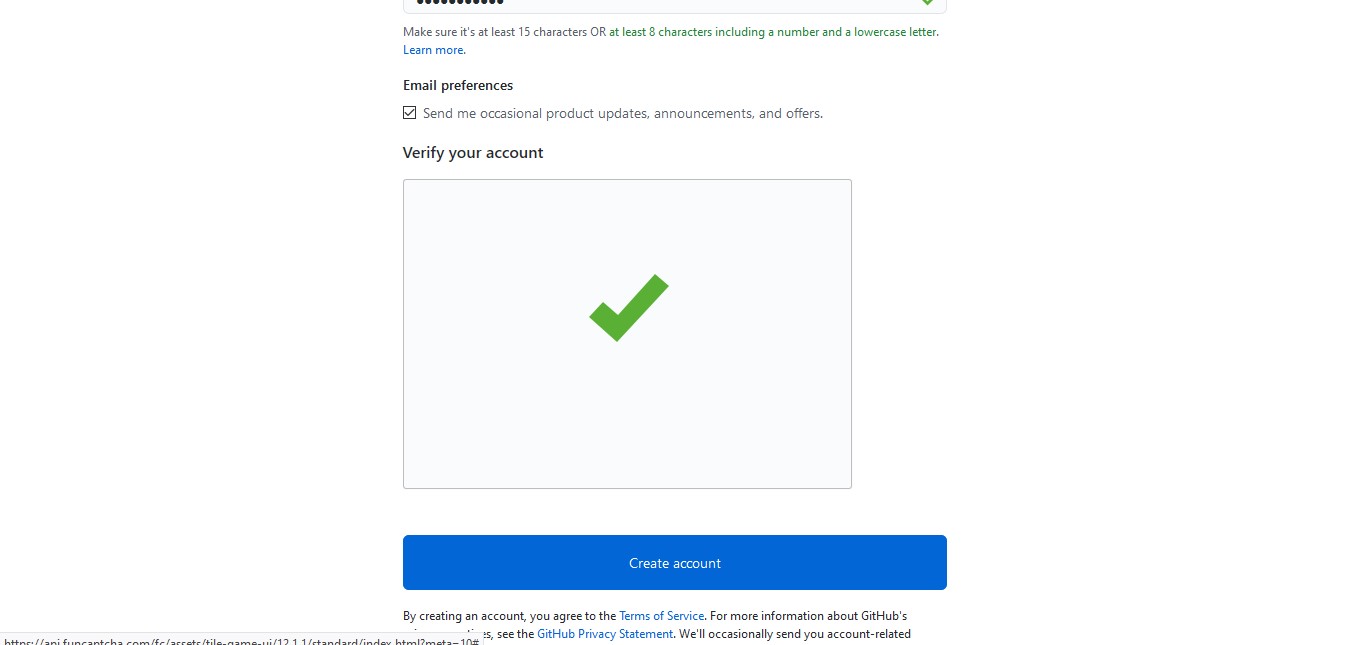 Make sure it's at least 15 characters OR at least 8 characters including a number and a lowercase letter.
Learn more.
Email preferences
Send me occasional product updates, announcements, and offers.
Verify your account
Create account
By creating an account, you agree to the Terms of Service. For more information about GitHub's
see the GitHub Privacy Statement. We'll occasionally send you account-related
https://api.funcaptcha.com/fc/assets/tile-game-ui/12.1.1/standard/index.html?meta=10#